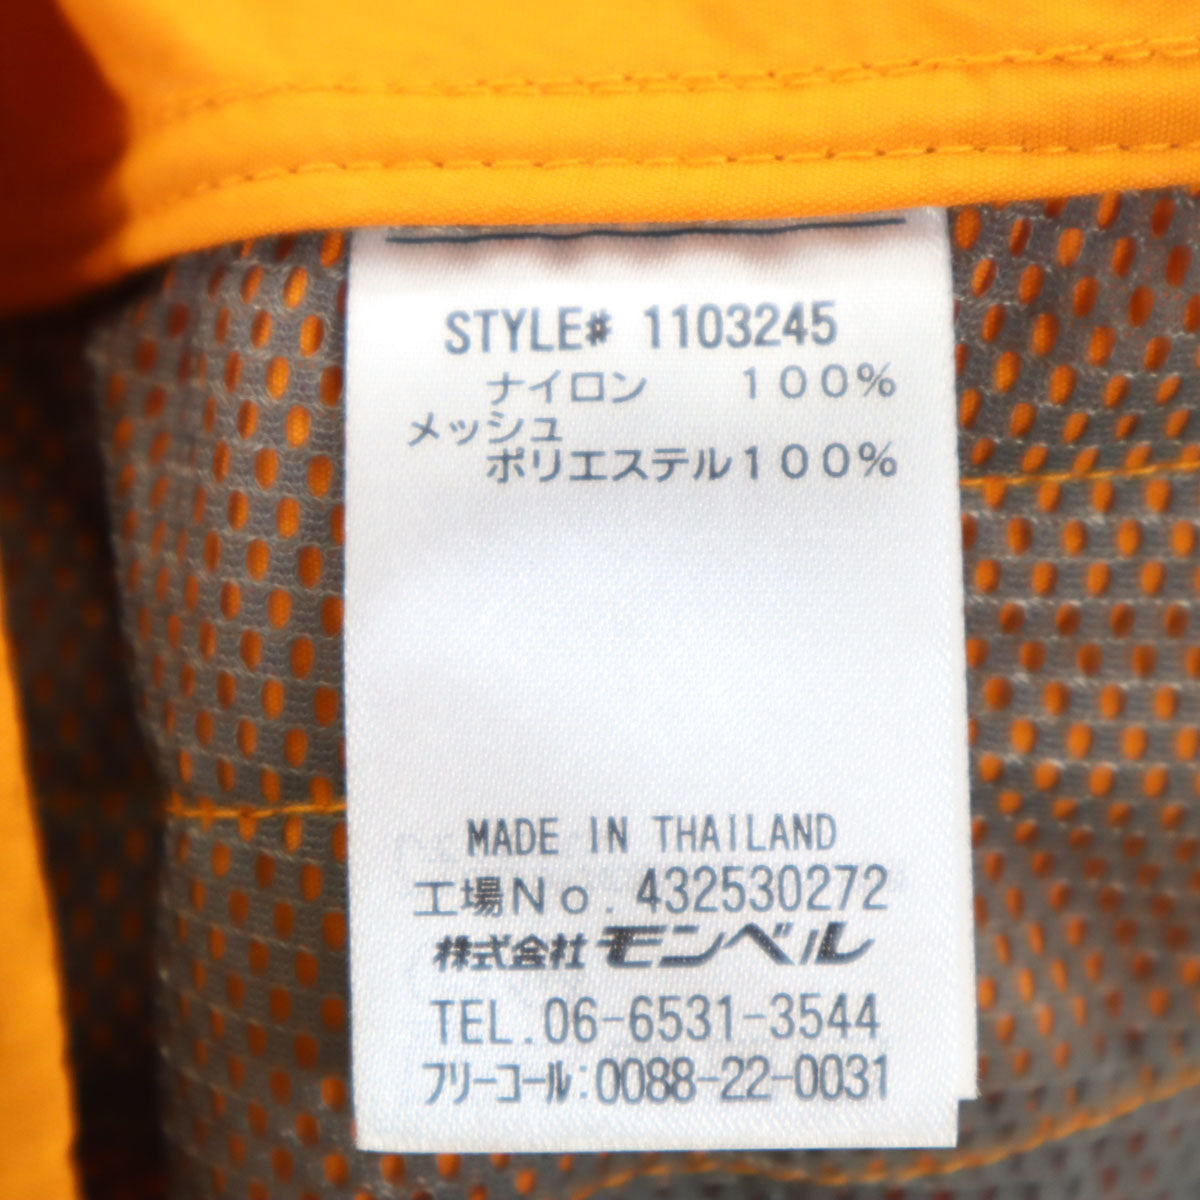 STYLE# 1103245
ナイロン　　　１００％
メッシュ
ポリエステル１００％
MADE IN THAILAND
工場Ｎｏ. 432530272
株式会社 モンベル
TEL.06-6531-3544
フリーコール:0088-22-0031